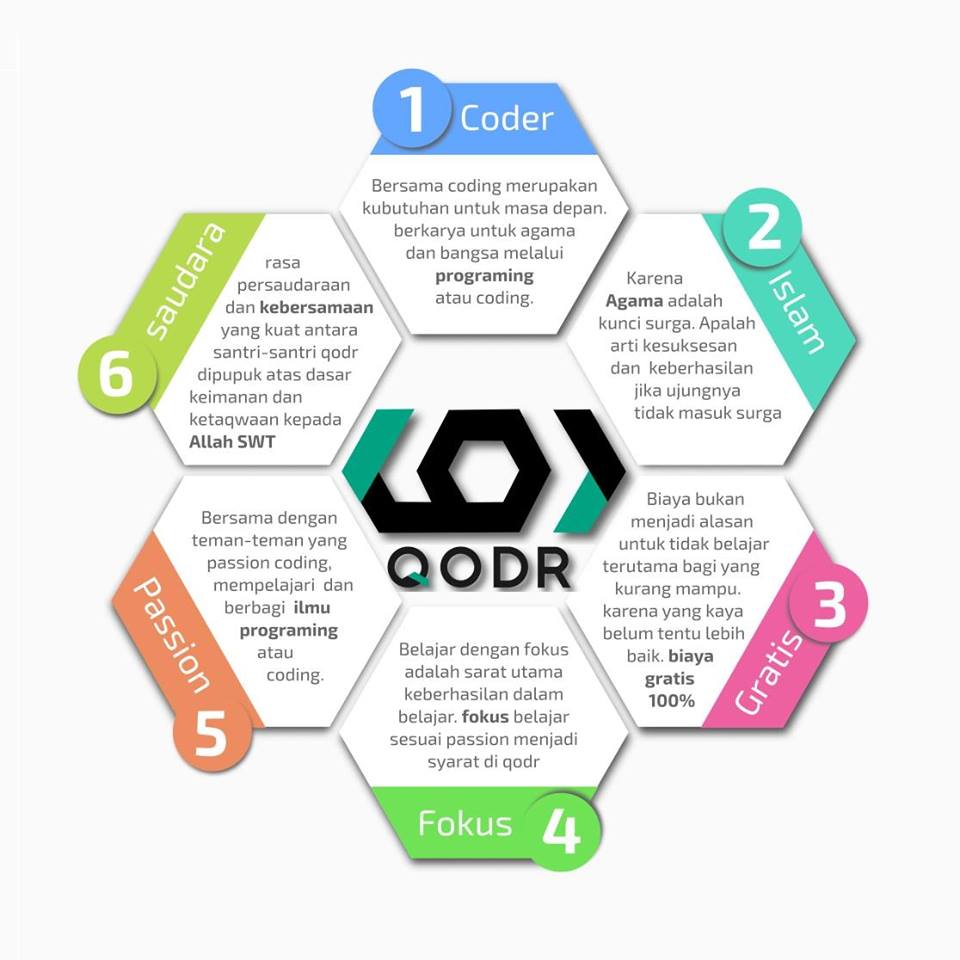 1 Coder
Bersama coding merupakan
kubutuhan untuk masa depan.
berkarya untuk agama
dan bangsa melalui
programing
atau coding.
2 Islam
Karena
Agama adalah
kunci surga. Apalah
arti kesuksesan
dan keberhasilan
jika ujungnya
tidak masuk surga
3 Gratis
Biaya bukan
menjadi alasan
untuk tidak belajar
terutama bagi yang
kurang mampu.
karena yang kaya
belum tentu lebih
baik. biaya
gratis
100%
4 Fokus
Belajar dengan fokus
adalah sarat utama
keberhasilan dalam
belajar. fokus belajar
sesuai passion menjadi
syarat di qodr
5 Passion
Bersama dengan
teman-teman yang
passion coding,
mempelajari dan
berbagi ilmu
programing
atau
coding.
6 saudara
rasa
persaudaraan
dan kebersamaan
yang kuat antara
santri-santri qodr
dipupuk atas dasar
keimanan dan
ketaqwaan kepada
Allah SWT
QODR